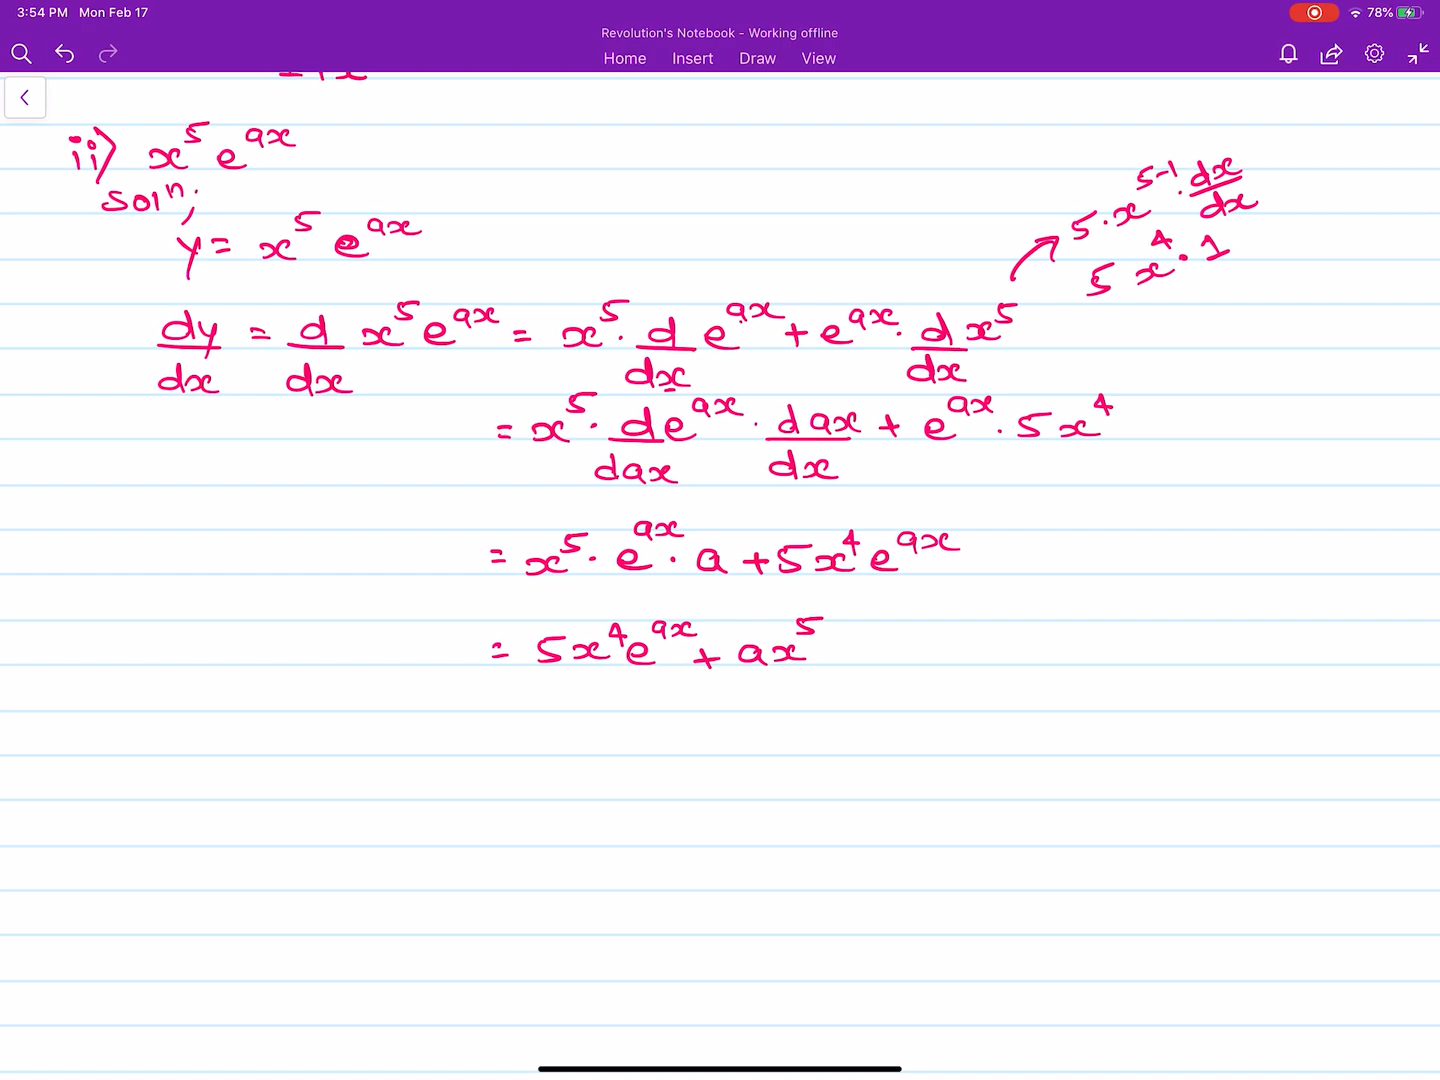 3:54 PM Mon Feb 17
78%
Revolution's Notebook - Working offline
Home Insert Draw View
ii) x^5 e^{ax}
Sol^n;
y = x^5 e^{ax}
5·x^{5-1}·dx/dx
5x^4·1
dy/dx = d/dx x^5 e^{ax} = x^5 · d/dx e^{ax} + e^{ax} · d/dx x^5
= x^5 · de^{ax}/dax · dax/dx + e^{ax} · 5x^4
= x^5 · e^{ax} · a + 5x^4 e^{ax}
= 5x^4 e^{ax} + ax^5